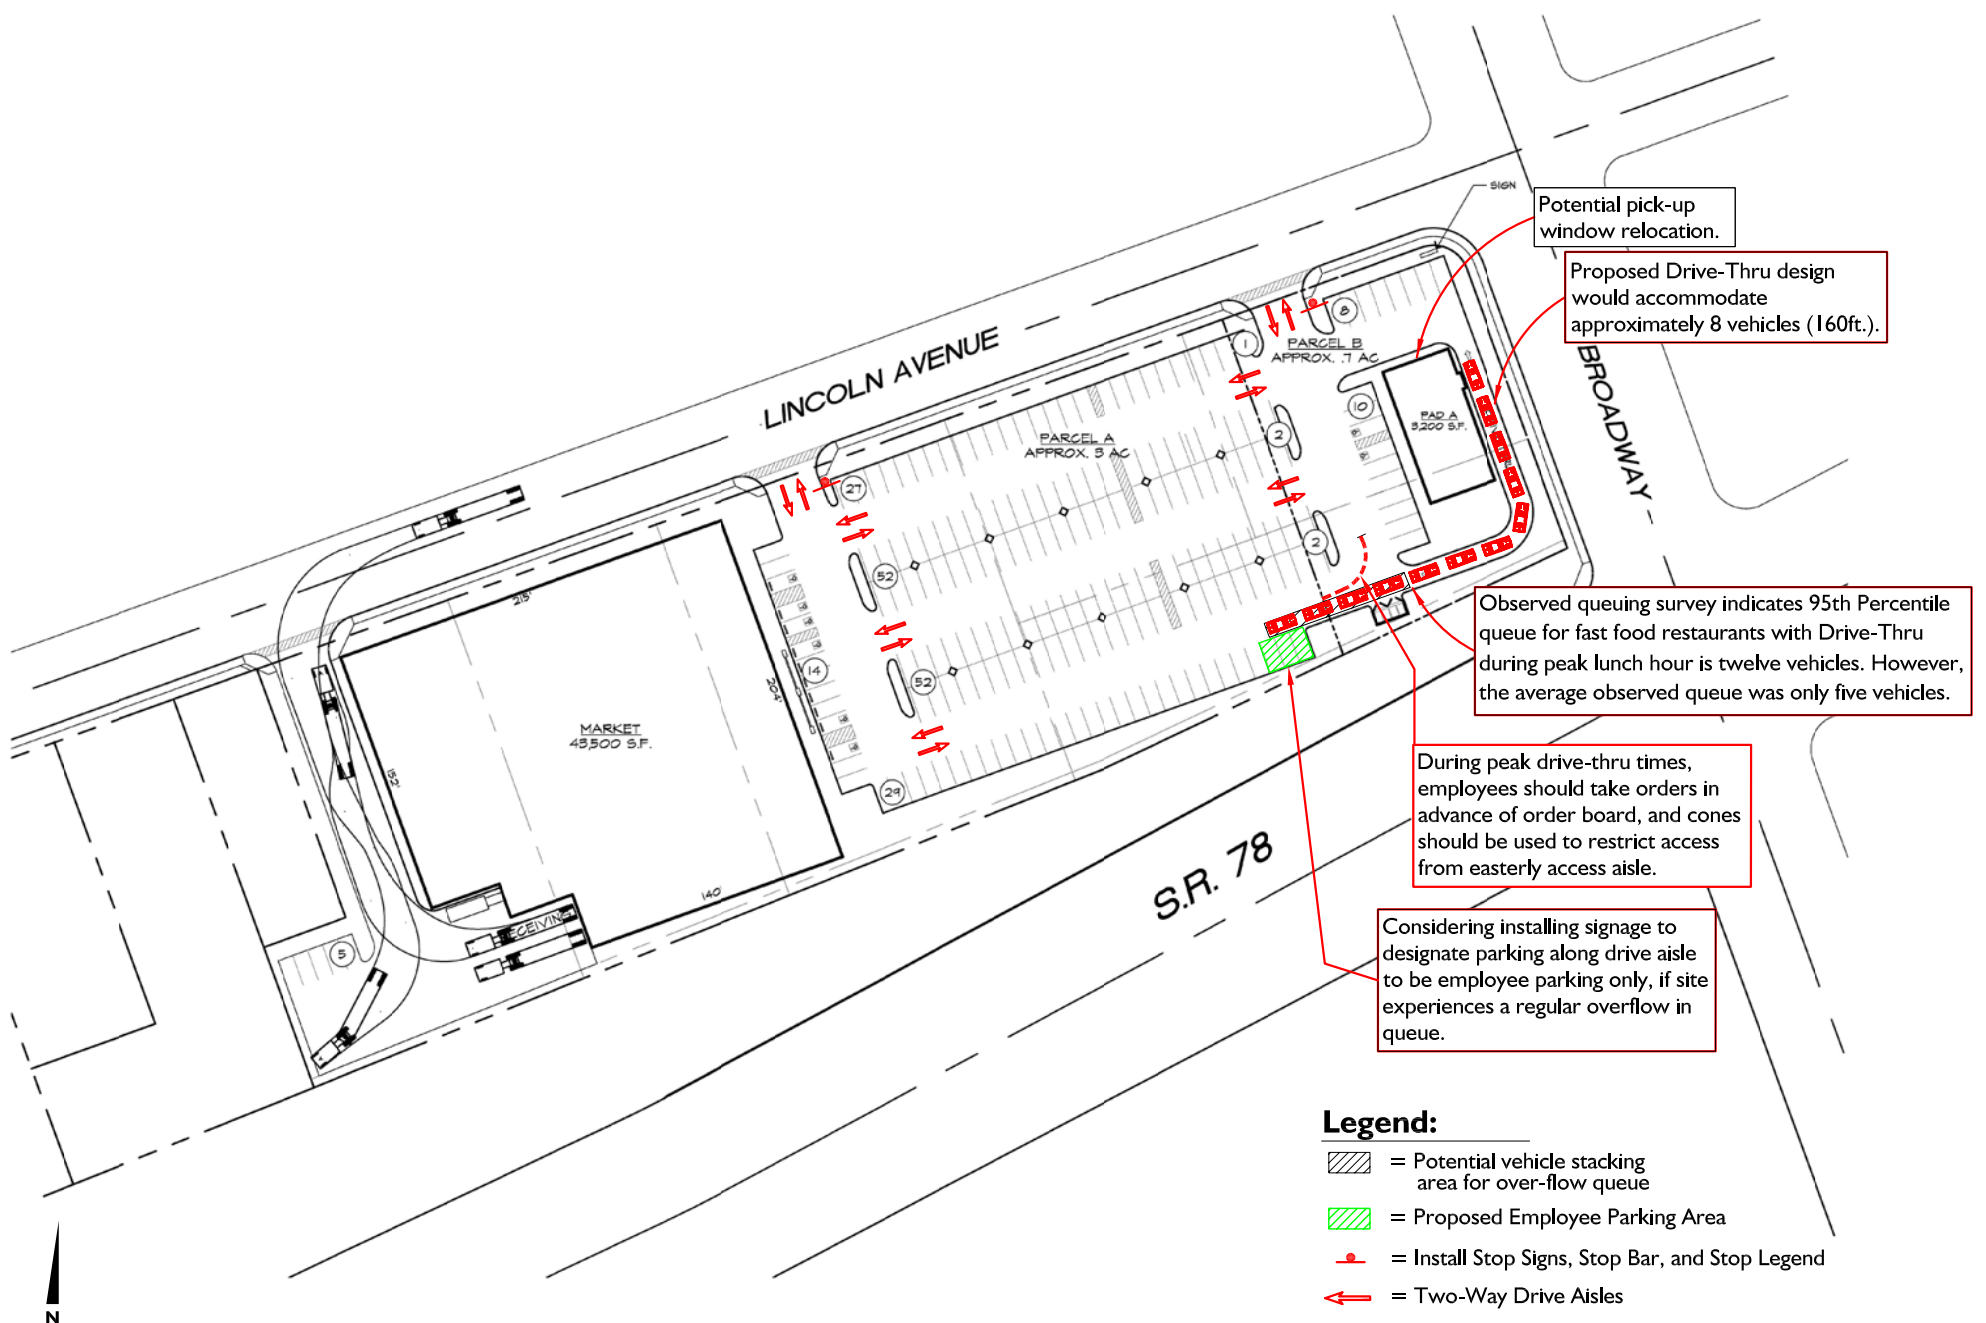 SIGN
Potential pick-up
window relocation.
Proposed Drive-Thru design
would accommodate
approximately 8 vehicles (160ft.).
LINCOLN AVENUE
BROADWAY
8
1
PARCEL B
APPROX. .7 AC
10
PAD A
3,200 S.F.
2
PARCEL A
APPROX. 3 AC
27
2
52
215'
14
52
204'
MARKET
43,500 S.F.
152'
29
140'
RECEIVING
5
S.R. 78
Observed queuing survey indicates 95th Percentile
queue for fast food restaurants with Drive-Thru
during peak lunch hour is twelve vehicles. However,
the average observed queue was only five vehicles.
During peak drive-thru times,
employees should take orders in
advance of order board, and cones
should be used to restrict access
from easterly access aisle.
Considering installing signage to
designate parking along drive aisle
to be employee parking only, if site
experiences a regular overflow in
queue.
Legend:
= Potential vehicle stacking
area for over-flow queue
= Proposed Employee Parking Area
= Install Stop Signs, Stop Bar, and Stop Legend
= Two-Way Drive Aisles
N